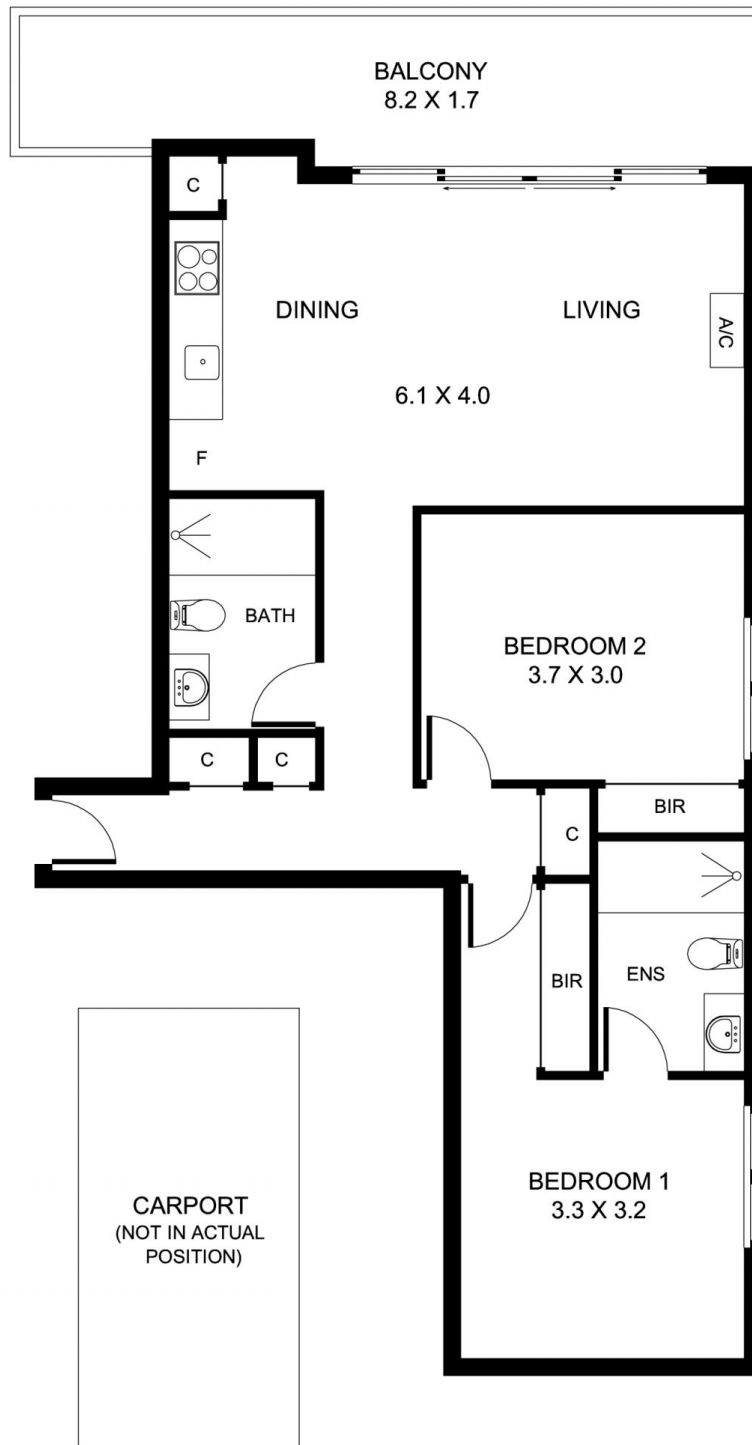 BALCONY
8.2 X 1.7
C
DINING
LIVING
A/C
6.1 X 4.0
F
BATH
BEDROOM 2
3.7 X 3.0
C
C
BIR
C
BIR
ENS
BEDROOM 1
3.3 X 3.2
CARPORT
(NOT IN ACTUAL
POSITION)